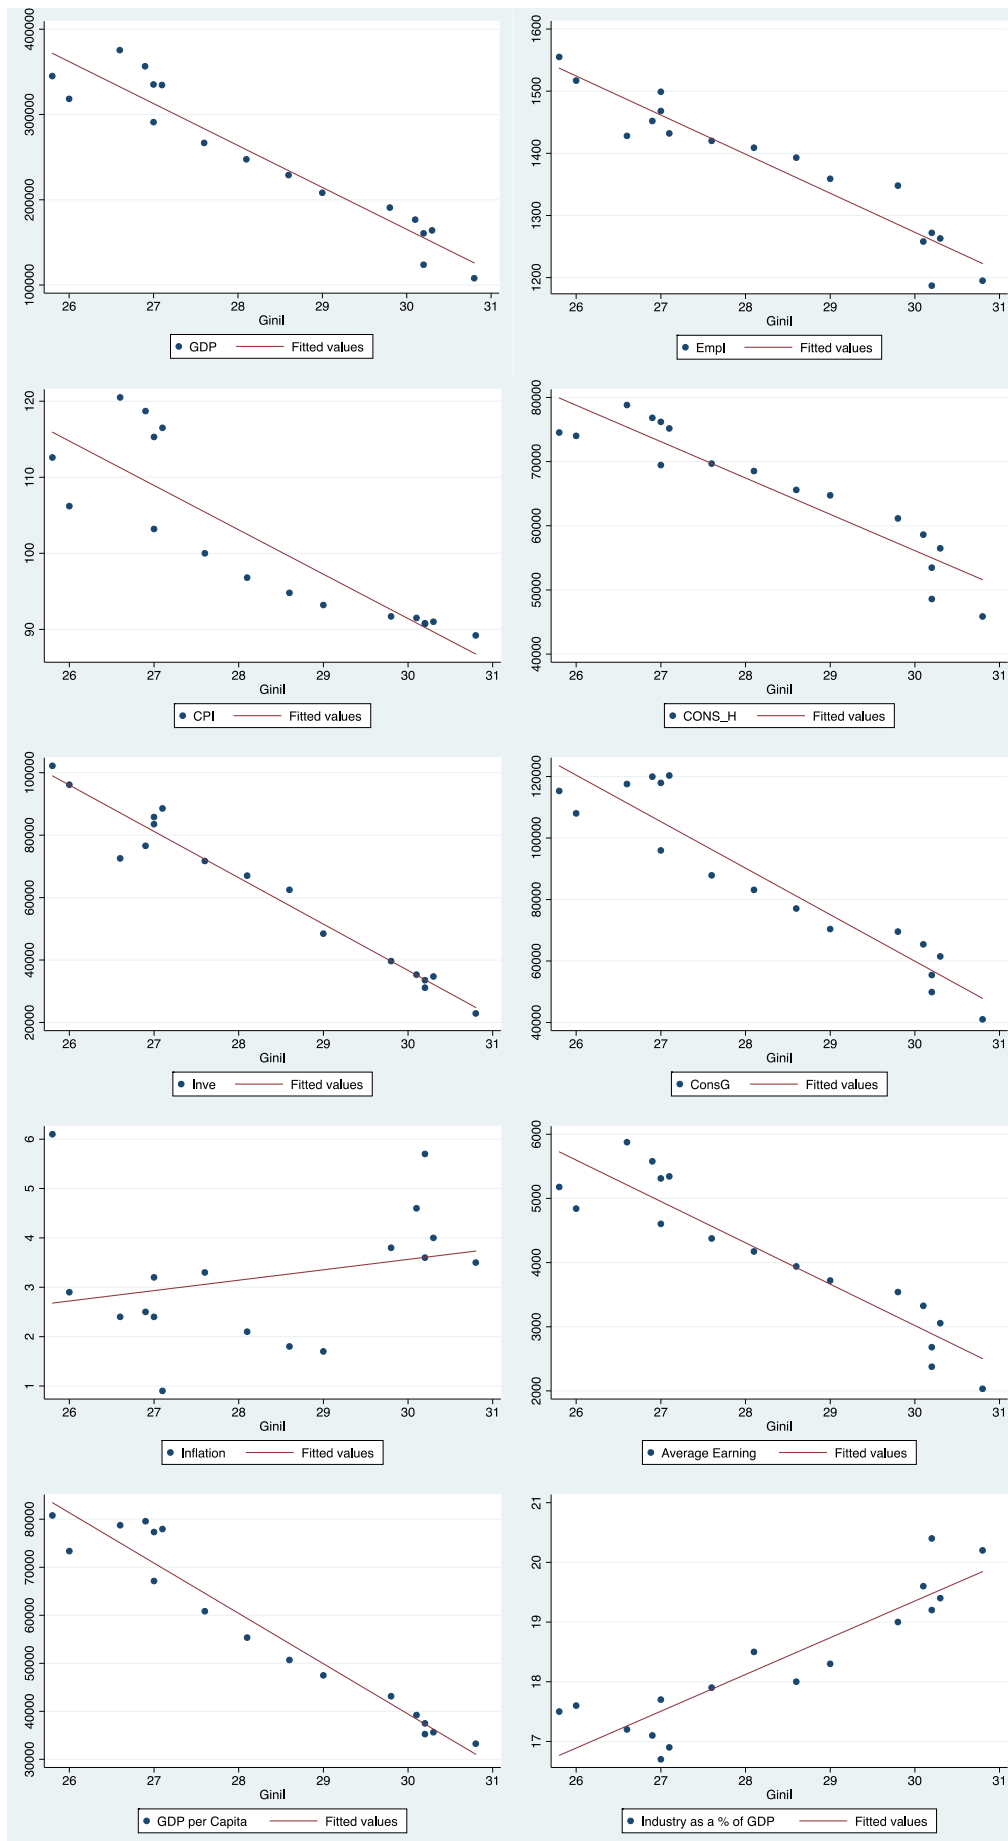 400000
300000
200000
100000
26 27 28 29 30 31
GiniI
GDP Fitted values
1600
1500
1400
1300
1200
26 27 28 29 30 31
GiniI
Empl Fitted values
120
110
100
90
26 27 28 29 30 31
GiniI
CPI Fitted values
80000
70000
60000
50000
40000
26 27 28 29 30 31
GiniI
CONS_H Fitted values
100000
80000
60000
40000
20000
26 27 28 29 30 31
GiniI
Inve Fitted values
120000
100000
80000
60000
40000
26 27 28 29 30 31
GiniI
ConsG Fitted values
6
5
4
3
2
1
26 27 28 29 30 31
GiniI
Inflation Fitted values
6000
5000
4000
3000
2000
26 27 28 29 30 31
GiniI
Average Earning Fitted values
80000
70000
60000
50000
40000
30000
26 27 28 29 30 31
GiniI
GDP per Capita Fitted values
21
20
19
18
17
26 27 28 29 30 31
GiniI
Industry as a % of GDP Fitted values